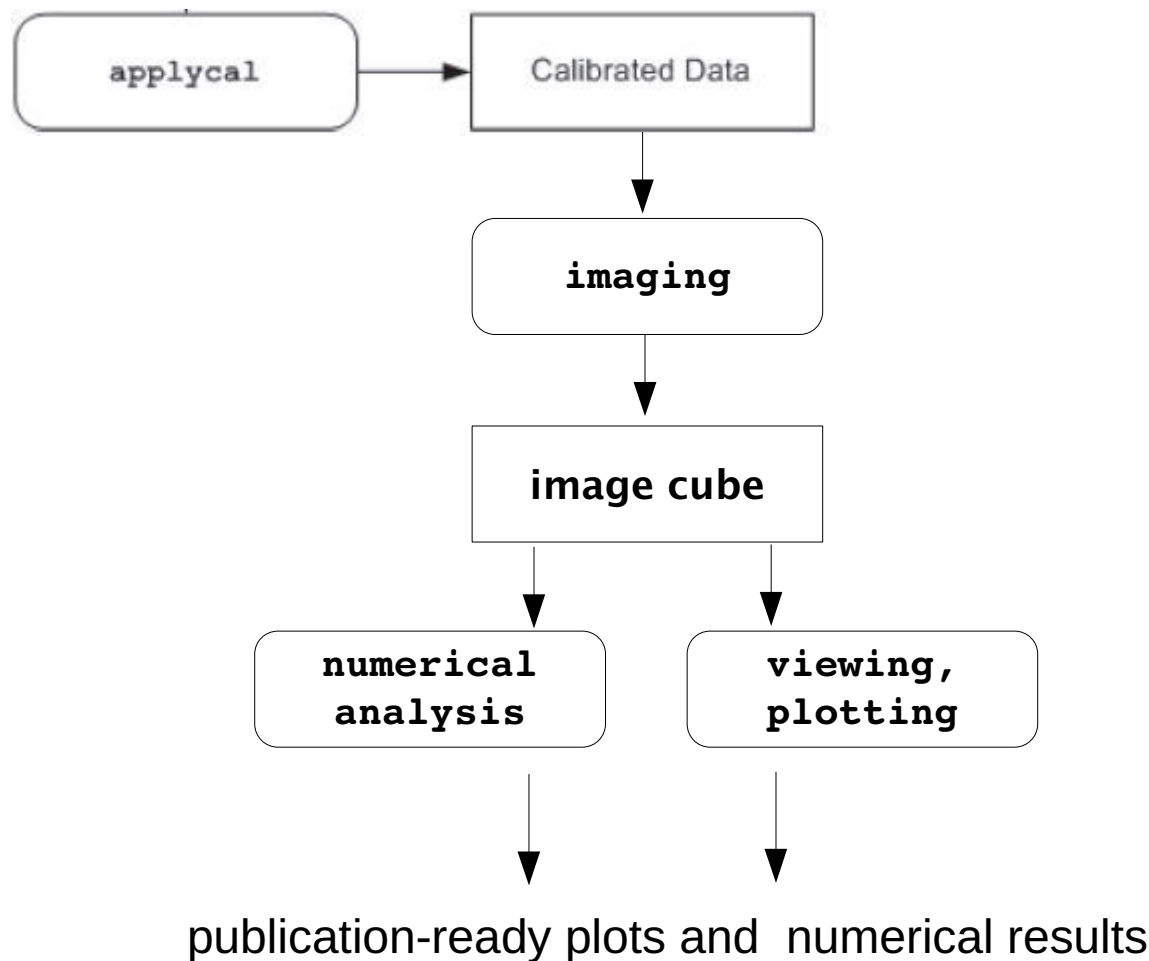 applycal
Calibrated Data
imaging
image cube
numerical
analysis
viewing,
plotting
publication-ready plots and  numerical results